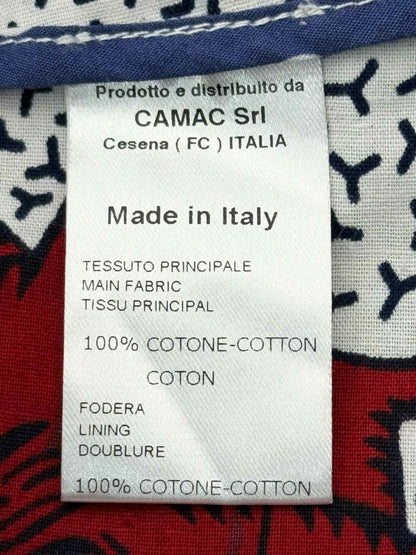 Prodotto e distribuito da
CAMAC Srl
Cesena ( FC ) ITALIA
Made in Italy
TESSUTO PRINCIPALE
MAIN FABRIC
TISSU PRINCIPAL
100% COTONE-COTTON
COTON
FODERA
LINING
DOUBLURE
100% COTONE-COTTON